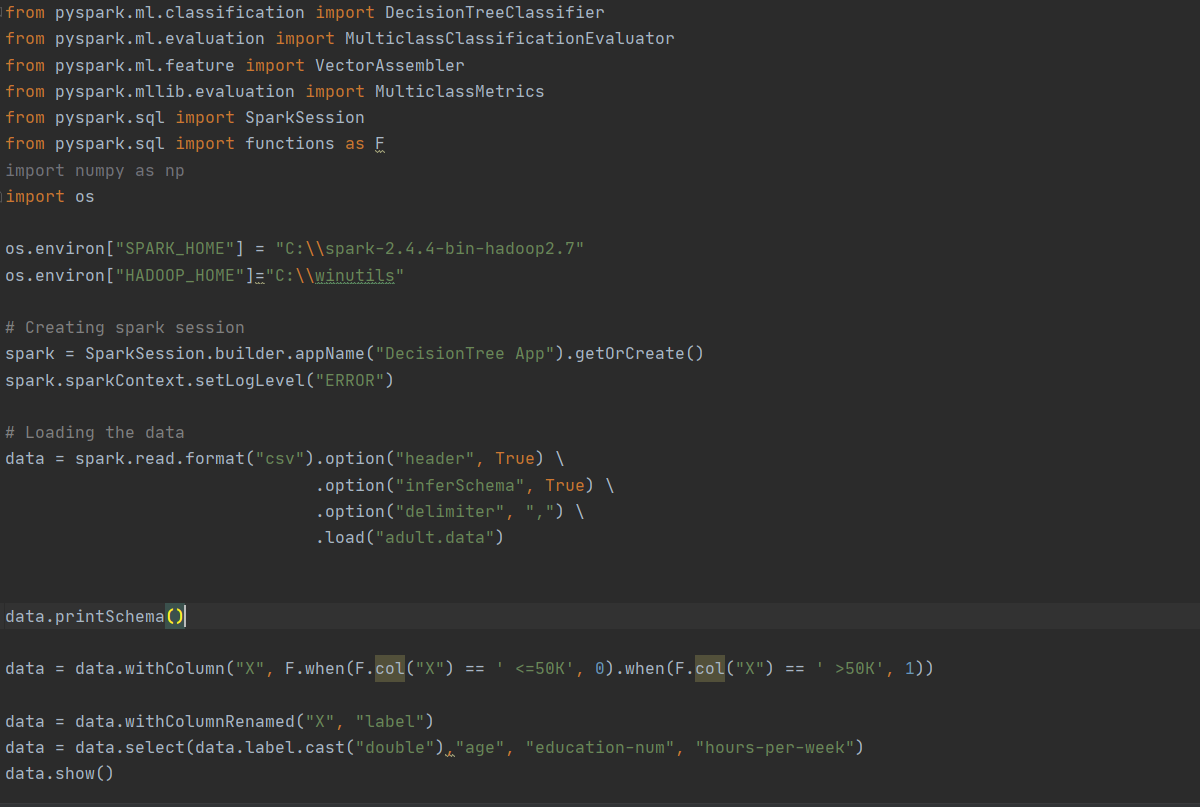 from pyspark.ml.classification import DecisionTreeClassifier
from pyspark.ml.evaluation import MulticlassClassificationEvaluator
from pyspark.ml.feature import VectorAssembler
from pyspark.mllib.evaluation import MulticlassMetrics
from pyspark.sql import SparkSession
from pyspark.sql import functions as F
import numpy as np
import os

os.environ["SPARK_HOME"] = "C:\\spark-2.4.4-bin-hadoop2.7"
os.environ["HADOOP_HOME"]="C:\\winutils"

# Creating spark session
spark = SparkSession.builder.appName("DecisionTree App").getOrCreate()
spark.sparkContext.setLogLevel("ERROR")

# Loading the data
data = spark.read.format("csv").option("header", True) \
                               .option("inferSchema", True) \
                               .option("delimiter", ",") \
                               .load("adult.data")


data.printSchema()

data = data.withColumn("X", F.when(F.col("X") == ' <=50K', 0).when(F.col("X") == ' >50K', 1))

data = data.withColumnRenamed("X", "label")
data = data.select(data.label.cast("double"),"age", "education-num", "hours-per-week")
data.show()